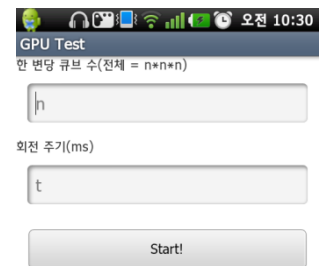 오전 10:30
GPU Test
한 변당 큐브 수(전체 = n*n*n)
n
회전 주기(ms)
t
Start!